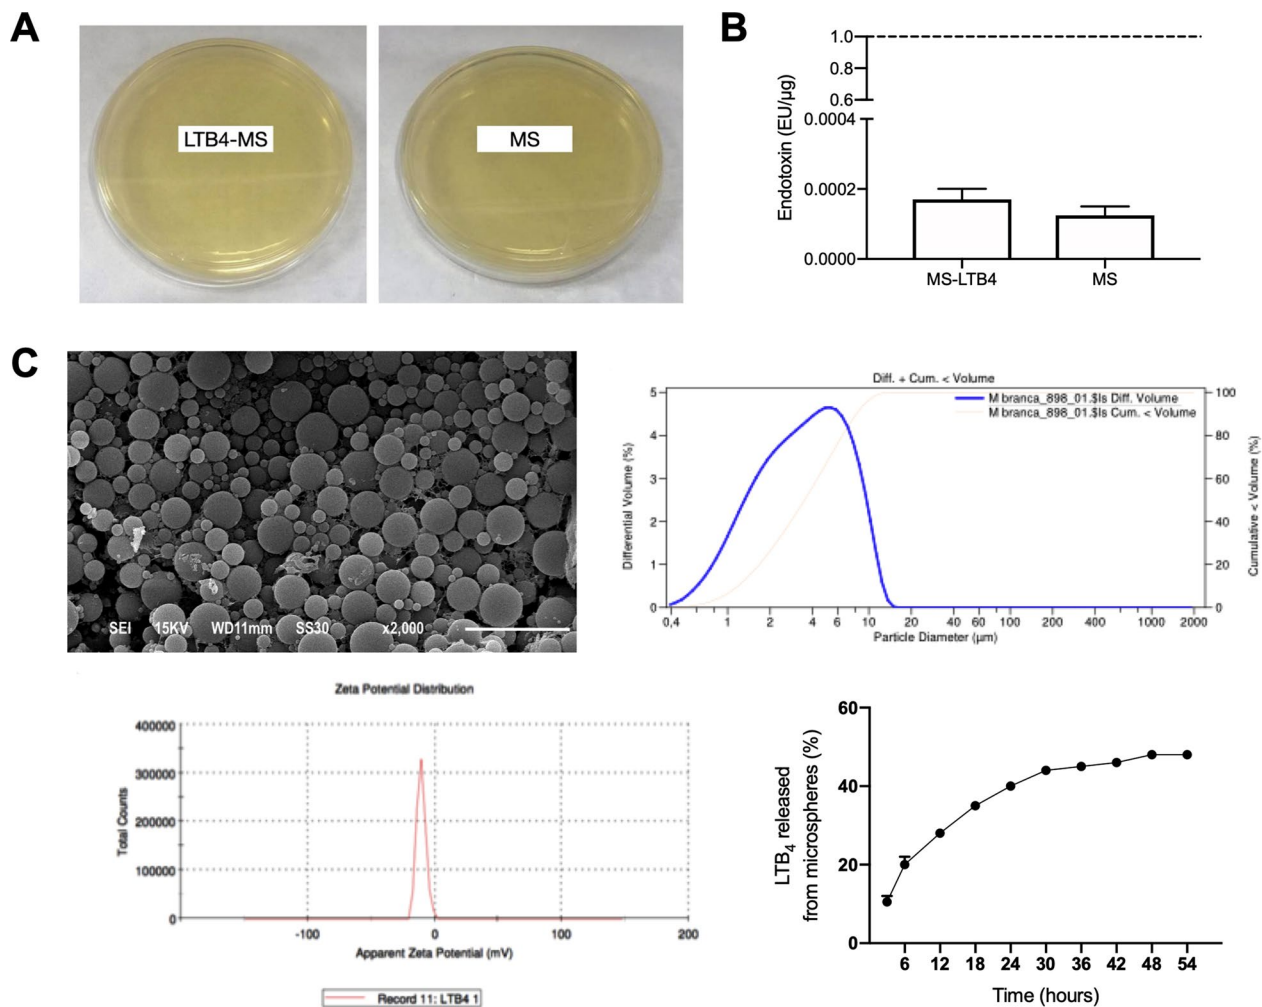 A
LTB4-MS
MS
B
Endotoxin (EU/µg)
1.0
0.8
0.6
0.0004
0.0002
0.0000
MS-LTB4
MS
C
SEI 15KV WD11mm SS30 x2,000
Diff. + Cum. < Volume
M branca_898_01.$ls Diff. Volume
M branca_898_01.$ls Cum. < Volume
Differential Volume (%)
5
4
3
2
1
0
Cumulative < Volume (%)
100
80
60
40
20
0
0,4 1 2 4 6 10 20 40 60 100 200 400 1000 2000
Particle Diameter (µm)
Zeta Potential Distribution
Total Counts
400000
300000
200000
100000
0
-100 0 100 200
Apparent Zeta Potential (mV)
Record 11: LTB4 1
LTB4 released
from microspheres (%)
60
40
20
0
6 12 18 24 30 36 42 48 54
Time (hours)